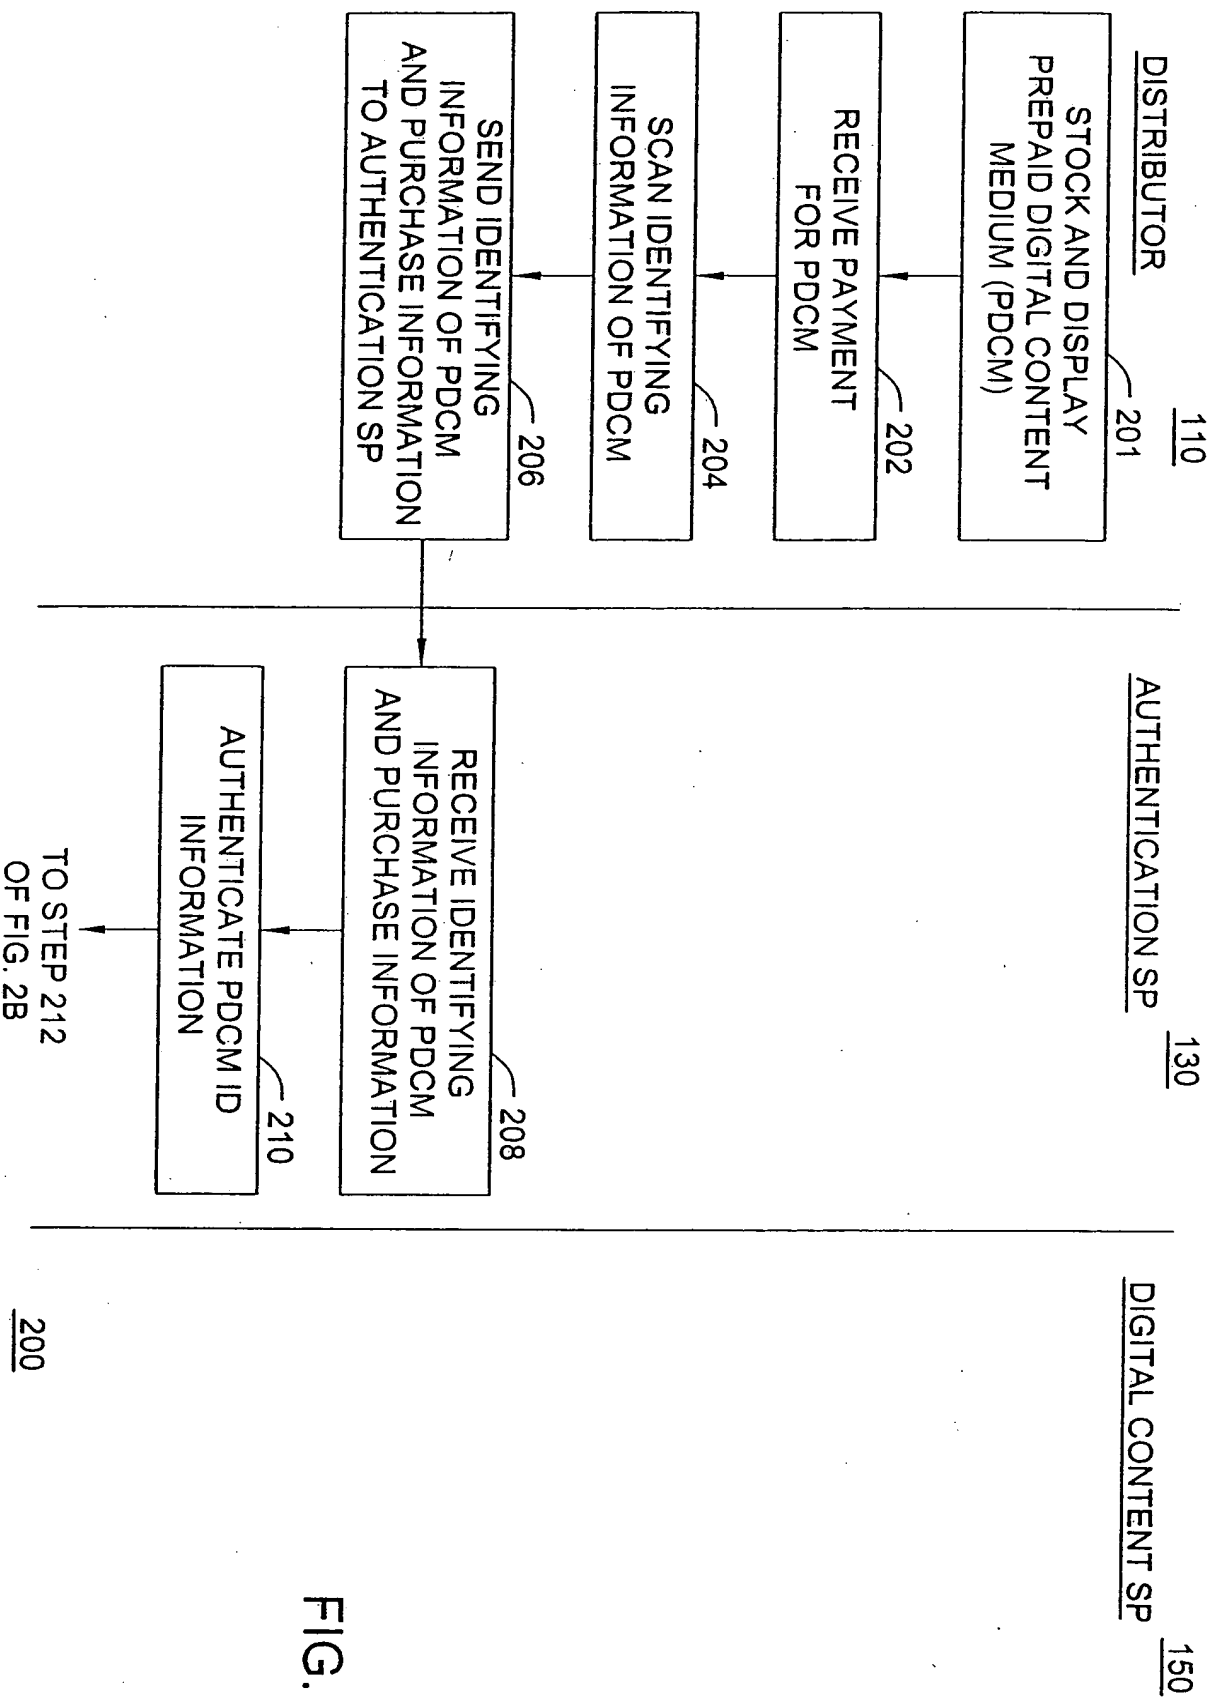 DISTRIBUTOR
110
STOCK AND DISPLAY
PREPAID DIGITAL CONTENT
MEDIUM (PDCM)
201
RECEIVE PAYMENT
FOR PDCM
202
SCAN IDENTIFYING
INFORMATION OF PDCM
204
SEND IDENTIFYING
INFORMATION OF PDCM
AND PURCHASE INFORMATION
TO AUTHENTICATION SP
206
AUTHENTICATION SP
130
RECEIVE IDENTIFYING
INFORMATION OF PDCM
AND PURCHASE INFORMATION
208
AUTHENTICATE PDCM ID
INFORMATION
210
TO STEP 212
OF FIG. 2B
DIGITAL CONTENT SP
150
200
FIG.